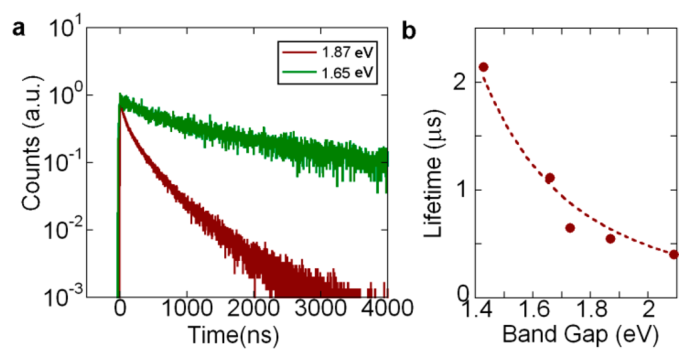 a
10^1
10^0
10^-1
10^-2
10^-3
Counts (a.u.)
1.87 eV
1.65 eV
0 1000 2000 3000 4000
Time(ns)
b
2
1
0
Lifetime (μs)
1.4 1.6 1.8 2
Band Gap (eV)